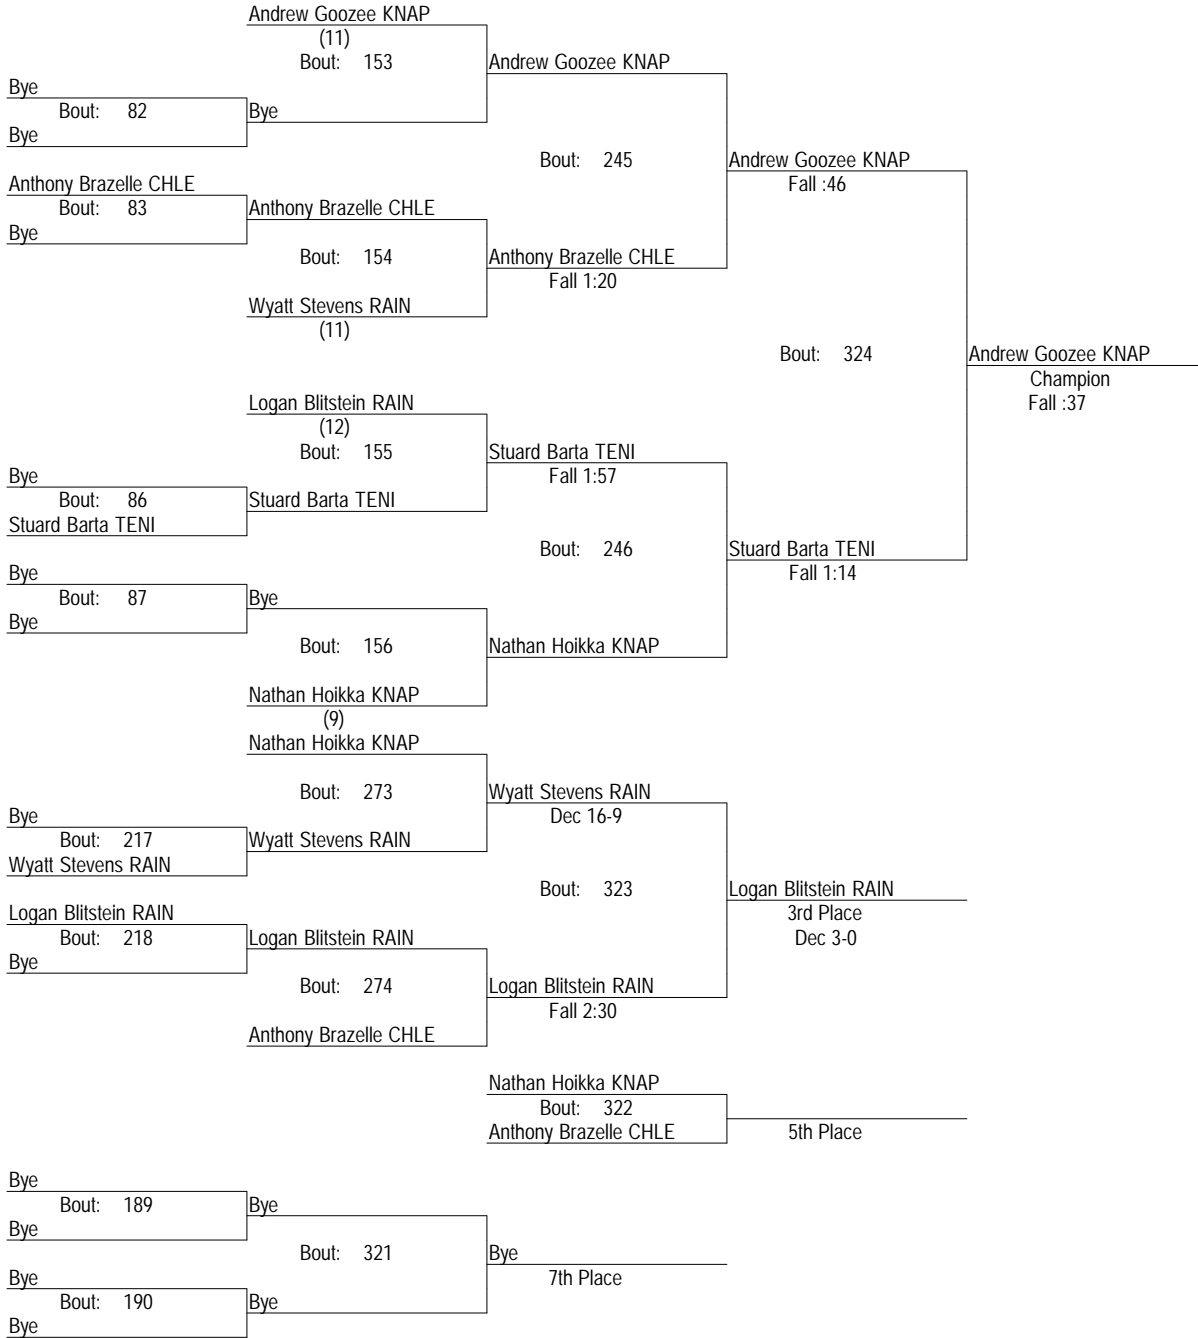 Andrew Goozee KNAP
(11)
Bout: 153
Andrew Goozee KNAP
Bye
Bout: 82
Bye
Bye
Bout: 245
Andrew Goozee KNAP
Fall :46
Anthony Brazelle CHLE
Bout: 83
Anthony Brazelle CHLE
Bye
Bout: 154
Anthony Brazelle CHLE
Fall 1:20
Wyatt Stevens RAIN
(11)
Bout: 324
Andrew Goozee KNAP
Champion
Fall :37
Logan Blitstein RAIN
(12)
Bout: 155
Stuard Barta TENI
Fall 1:57
Bye
Bout: 86
Stuard Barta TENI
Stuard Barta TENI
Bout: 246
Stuard Barta TENI
Fall 1:14
Bye
Bout: 87
Bye
Bye
Bout: 156
Nathan Hoikka KNAP
Nathan Hoikka KNAP
(9)
Nathan Hoikka KNAP
Bout: 273
Wyatt Stevens RAIN
Dec 16-9
Bye
Bout: 217
Wyatt Stevens RAIN
Wyatt Stevens RAIN
Bout: 323
Logan Blitstein RAIN
3rd Place
Dec 3-0
Logan Blitstein RAIN
Bout: 218
Logan Blitstein RAIN
Bye
Bout: 274
Logan Blitstein RAIN
Fall 2:30
Anthony Brazelle CHLE
Nathan Hoikka KNAP
Bout: 322
Anthony Brazelle CHLE
5th Place
Bye
Bout: 189
Bye
Bye
Bout: 321
Bye
7th Place
Bye
Bout: 190
Bye
Bye